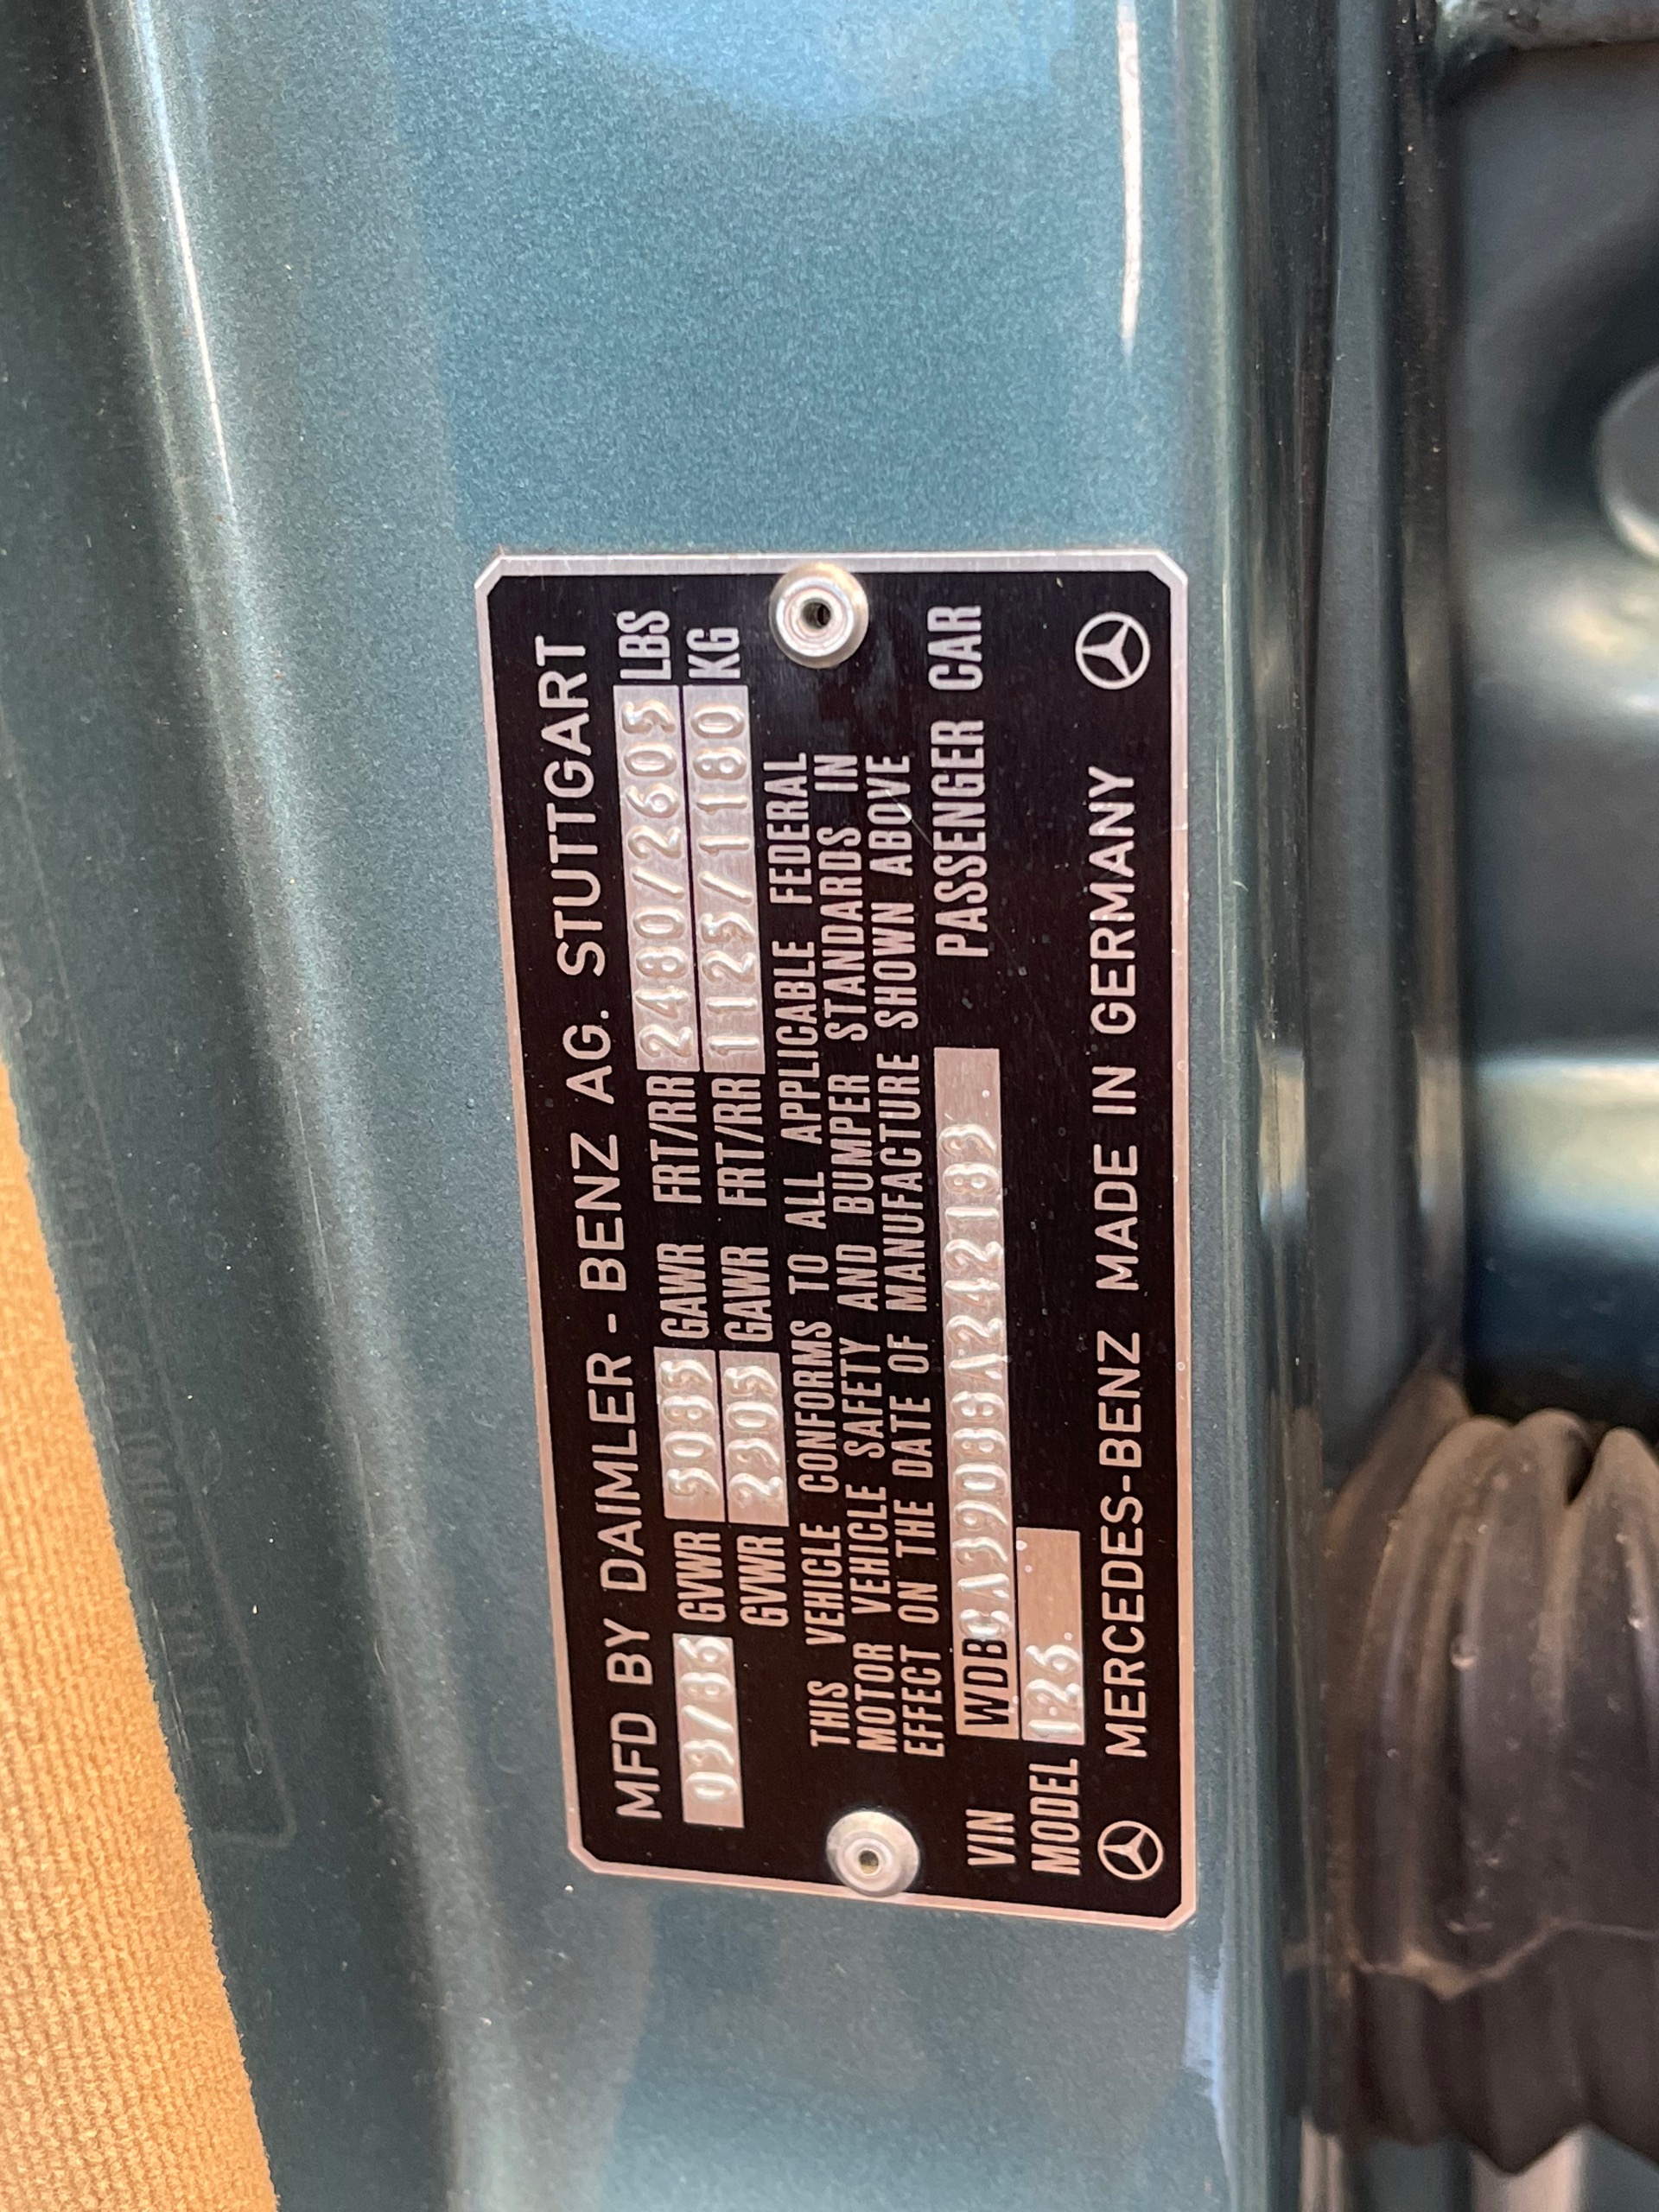 MFD BY DAIMLER - BENZ AG. STUTTGART
03/86 GVWR 5085 GAWR FRT/RR 2480/2605 LBS
GVWR 2305 GAWR FRT/RR 1125/1180 KG
THIS VEHICLE CONFORMS TO ALL APPLICABLE FEDERAL
MOTOR VEHICLE SAFETY AND BUMPER STANDARDS IN
EFFECT ON THE DATE OF MANUFACTURE SHOWN ABOVE
VIN WDBCA39D8GA242183 PASSENGER CAR
MODEL 126
MERCEDES-BENZ MADE IN GERMANY